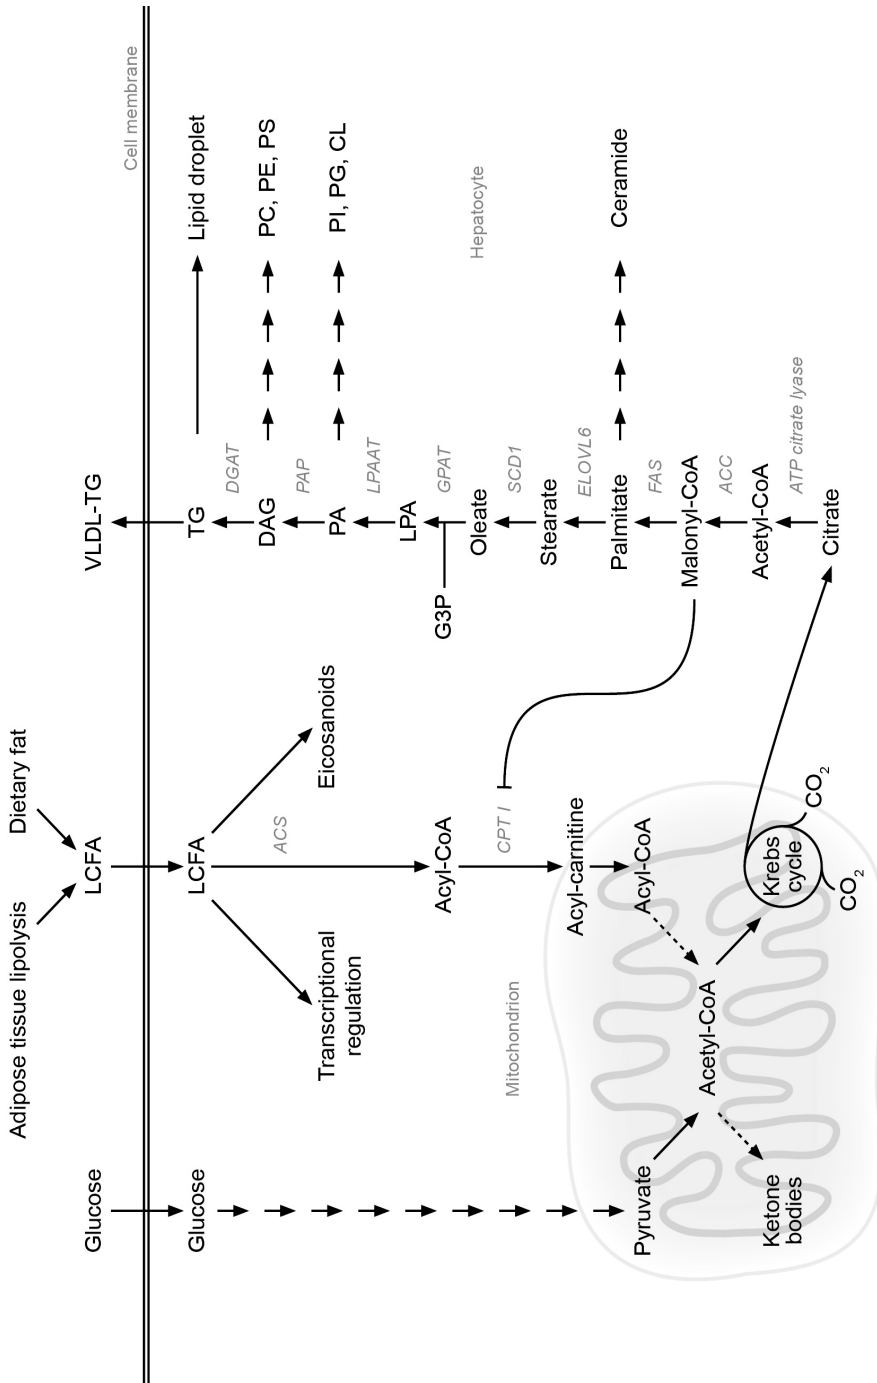 Glucose
Adipose tissue lipolysis
Dietary fat
LCFA
VLDL-TG
Cell membrane
Glucose
LCFA
TG
Lipid droplet
DGAT
Transcriptional
regulation
Eicosanoids
ACS
DAG
PC, PE, PS
PAP
PA
PI, PG, CL
LPAAT
LPA
Acyl-CoA
G3P
GPAT
Oleate
Hepatocyte
Mitochondrion
CPT I
SCD1
Stearate
Acyl-carnitine
ELOVL6
Palmitate
Ceramide
Pyruvate
Acyl-CoA
FAS
Malonyl-CoA
Acetyl-CoA
ACC
Acetyl-CoA
Ketone
bodies
Krebs
cycle
CO2
CO2
ATP citrate lyase
Citrate